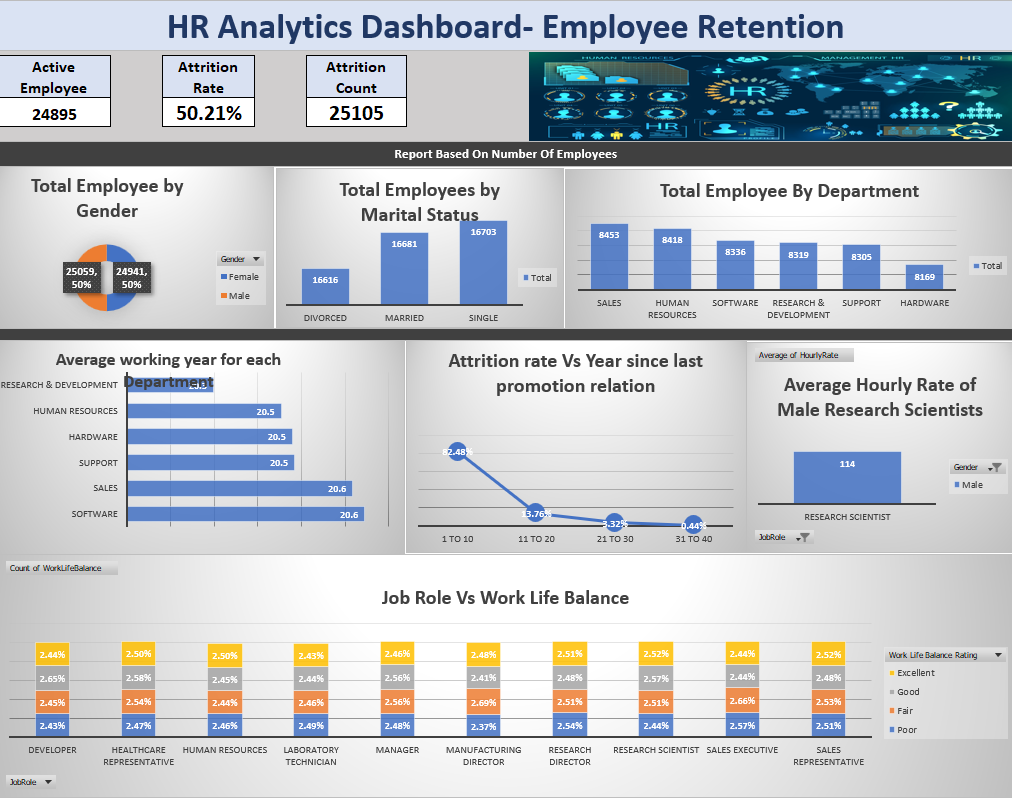 HR Analytics Dashboard- Employee Retention
Active
Employee
24895
Attrition
Rate
50.21%
Attrition
Count
25105
HUMAN RESOURCES
MANAGEMENT HR
HR
HR
HR
PROFILE
Report Based On Number Of Employees
Total Employee by
Gender
25059,
50%
24941,
50%
Gender
Female
Male
Total Employees by
Marital Status
16616
16681
16703
DIVORCED
MARRIED
SINGLE
Total
Total Employee By Department
8453
8418
8336
8319
8305
8169
SALES
HUMAN
RESOURCES
SOFTWARE
RESEARCH &
DEVELOPMENT
SUPPORT
HARDWARE
Total
Average working year for each
Department
RESEARCH & DEVELOPMENT
HUMAN RESOURCES
20.5
HARDWARE
20.5
SUPPORT
20.5
SALES
20.6
SOFTWARE
20.6
Attrition rate Vs Year since last
promotion relation
82.48%
13.76%
3.32%
0.44%
1 TO 10
11 TO 20
21 TO 30
31 TO 40
Average of HourlyRate
Average Hourly Rate of
Male Research Scientists
114
RESEARCH SCIENTIST
Gender
Male
JobRole
Count of WorkLifeBalance
Job Role Vs Work Life Balance
2.44% 2.50% 2.50% 2.43% 2.46% 2.48% 2.51% 2.52% 2.44% 2.52%
2.65% 2.58% 2.45% 2.44% 2.56% 2.41% 2.48% 2.57% 2.44% 2.48%
2.45% 2.54% 2.44% 2.46% 2.56% 2.69% 2.51% 2.51% 2.66% 2.53%
2.43% 2.47% 2.46% 2.49% 2.48% 2.37% 2.54% 2.44% 2.57% 2.51%
DEVELOPER
HEALTHCARE
REPRESENTATIVE
HUMAN RESOURCES
LABORATORY
TECHNICIAN
MANAGER
MANUFACTURING
DIRECTOR
RESEARCH
DIRECTOR
RESEARCH SCIENTIST
SALES EXECUTIVE
SALES
REPRESENTATIVE
Work Life Balance Rating
Excellent
Good
Fair
Poor
JobRole